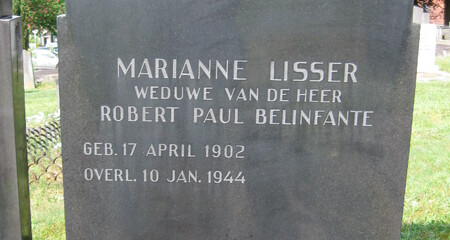 MARIANNE LISSER
WEDUWE VAN DE HEER
ROBERT PAUL BELINFANTE
GEB. 17 APRIL 1902
OVERL. 10 JAN. 1944